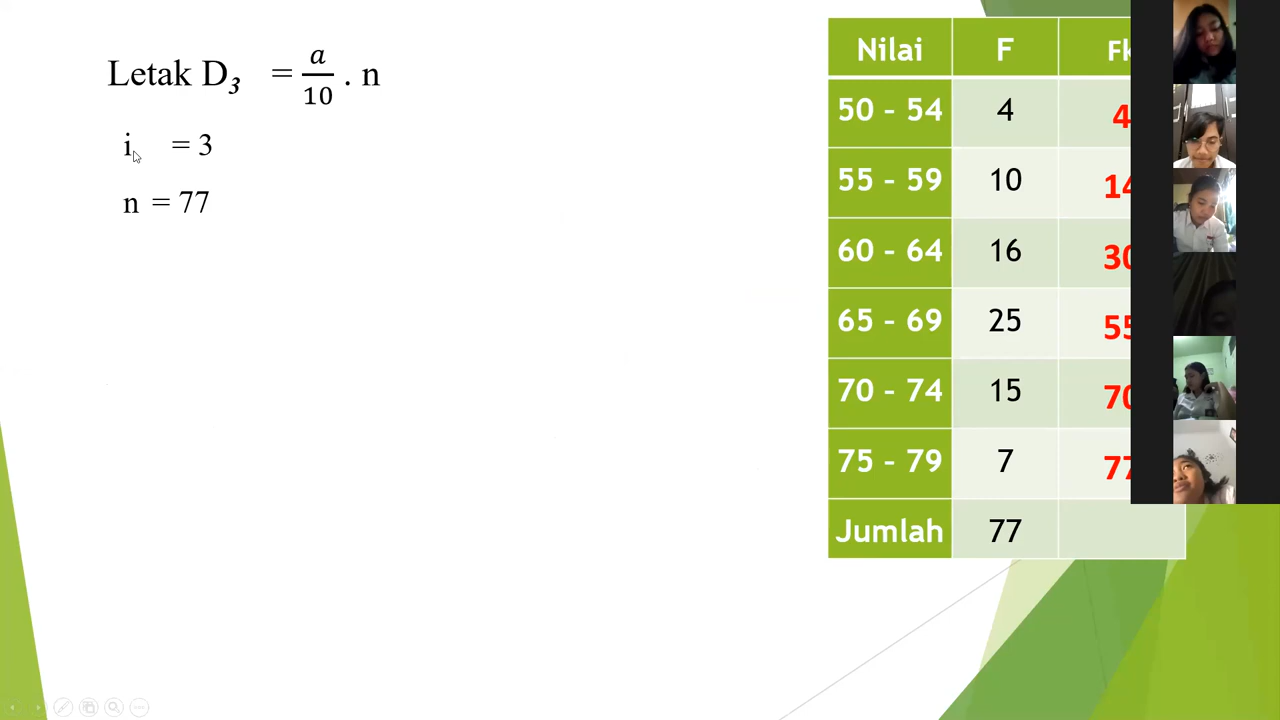 Letak D₃ = a/10 . n
i = 3
n = 77
Nilai F Fk
50 - 54 4 4
55 - 59 10 14
60 - 64 16 30
65 - 69 25 55
70 - 74 15 70
75 - 79 7 77
Jumlah 77